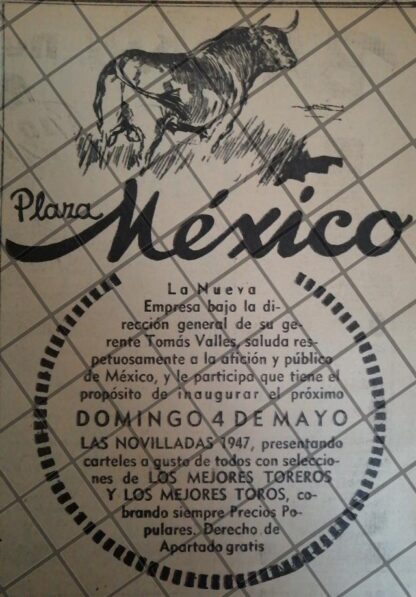 Plaza
México
La Nueva
Empresa bajo la di-
rección general de su ge-
rente Tomás Valles, saluda res-
petuosamente a la afición y público
de México, y le participa que tiene el
propósito de inaugurar el próximo
DOMINGO 4 DE MAYO
LAS NOVILLADAS 1947, presentando
carteles a gusto de todos con seleccio-
nes de LOS MEJORES TOREROS
Y LOS MEJORES TOROS, co-
brando siempre Precios Po-
pulares. Derecho de
Apartado gratis